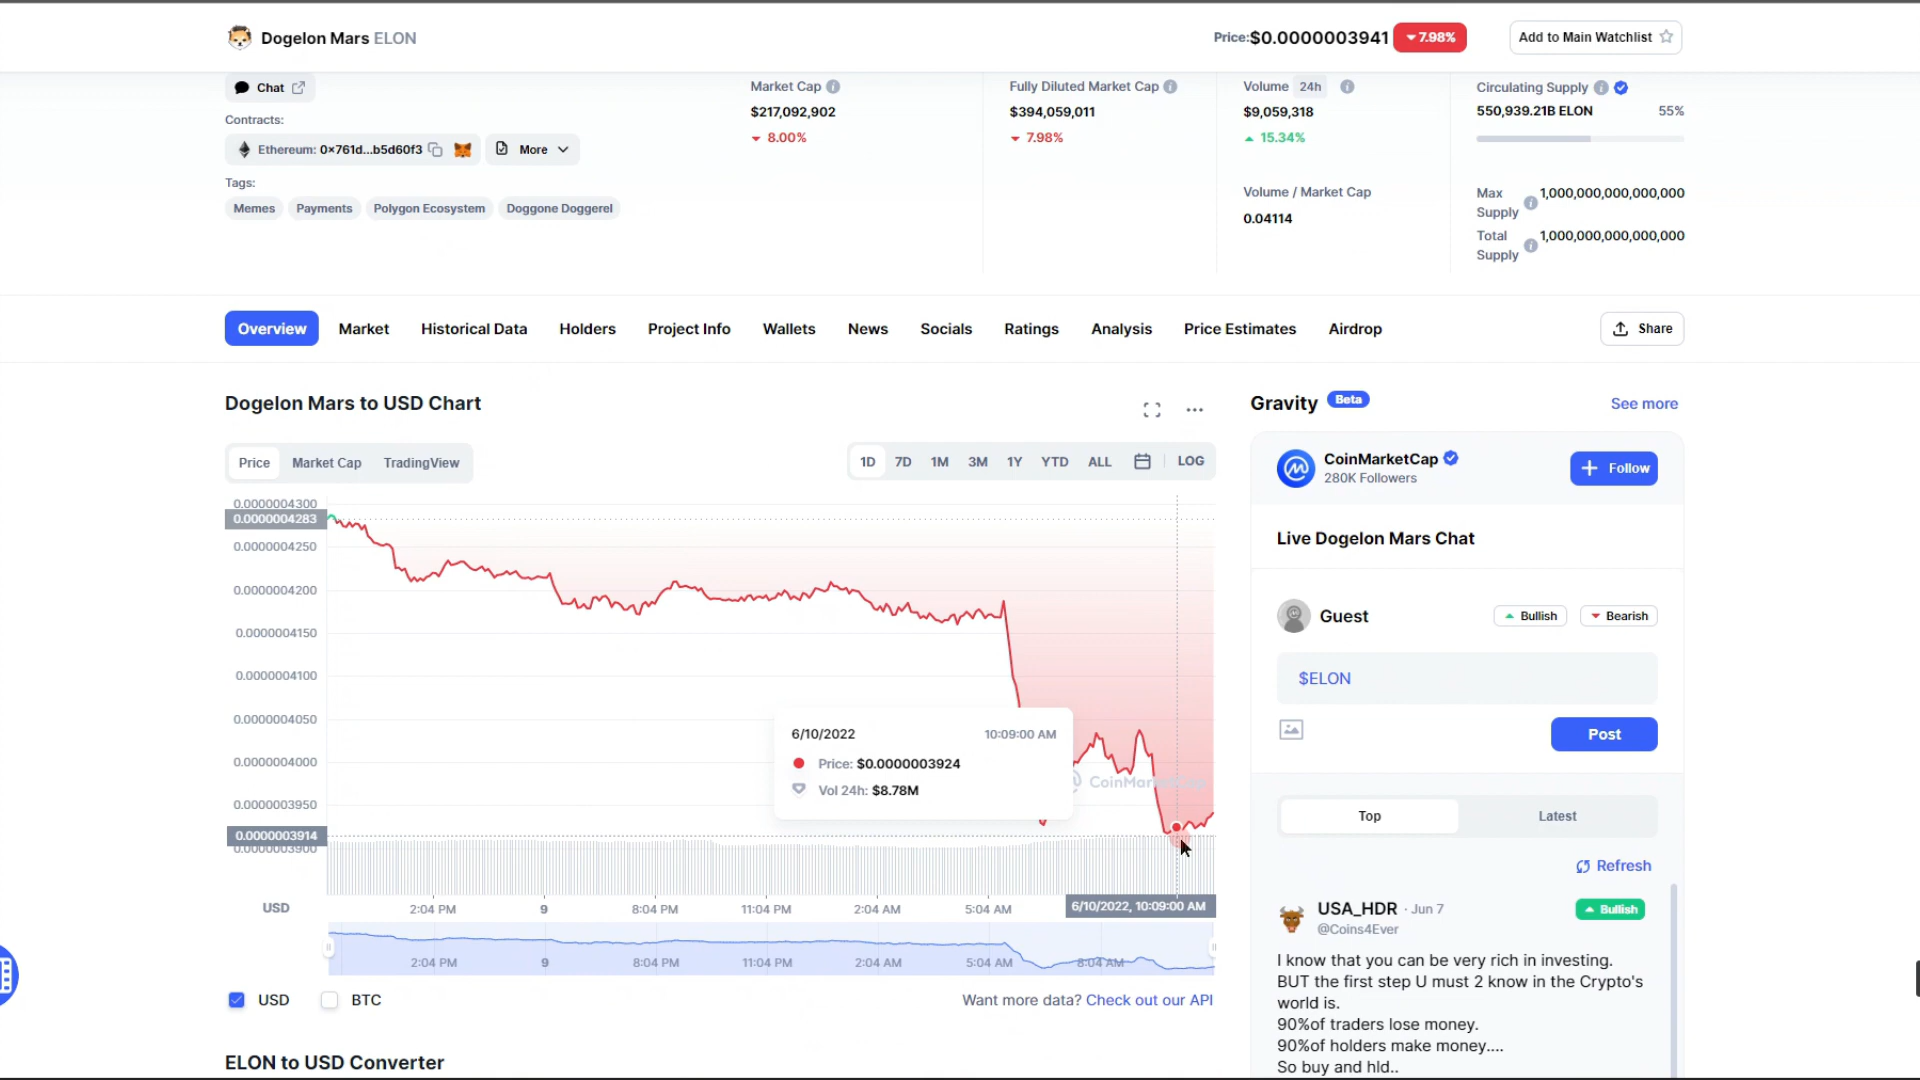 Dogelon Mars ELON
Price:$0.0000003941 7.98%
Add to Main Watchlist
Chat
Contracts:
Ethereum: 0x761d...b5d60f3
More
Tags:
Memes Payments Polygon Ecosystem Doggone Doggerel
Market Cap
$217,092,902
8.00%
Fully Diluted Market Cap
$394,059,011
7.98%
Volume 24h
$9,059,318
15.34%
Volume / Market Cap
0.04114
Circulating Supply
550,939.21B ELON 55%
Max Supply 1,000,000,000,000,000
Total Supply 1,000,000,000,000,000
Overview Market Historical Data Holders Project Info Wallets News Socials Ratings Analysis Price Estimates Airdrop
Share
Dogelon Mars to USD Chart
Price Market Cap TradingView
1D 7D 1M 3M 1Y YTD ALL LOG
0.0000004300
0.0000004283
0.0000004250
0.0000004200
0.0000004150
0.0000004100
0.0000004050
0.0000004000
0.0000003950
0.0000003914
0.0000003900
6/10/2022 10:09:00 AM
Price: $0.0000003924
Vol 24h: $8.78M
USD
2:04 PM 9 8:04 PM 11:04 PM 2:04 AM 5:04 AM 6/10/2022, 10:09:00 AM
2:04 PM 9 8:04 PM 11:04 PM 2:04 AM 5:04 AM 8:04 AM
USD BTC
Want more data? Check out our API
ELON to USD Converter
Gravity Beta
See more
CoinMarketCap
280K Followers
Follow
Live Dogelon Mars Chat
Guest
Bullish Bearish
$ELON
Post
Top Latest
Refresh
USA_HDR · Jun 7
@Coins4Ever
Bullish
I know that you can be very rich in investing.
BUT the first step U must 2 know in the Crypto's
world is.
90%of traders lose money.
90%of holders make money....
So buy and hld..